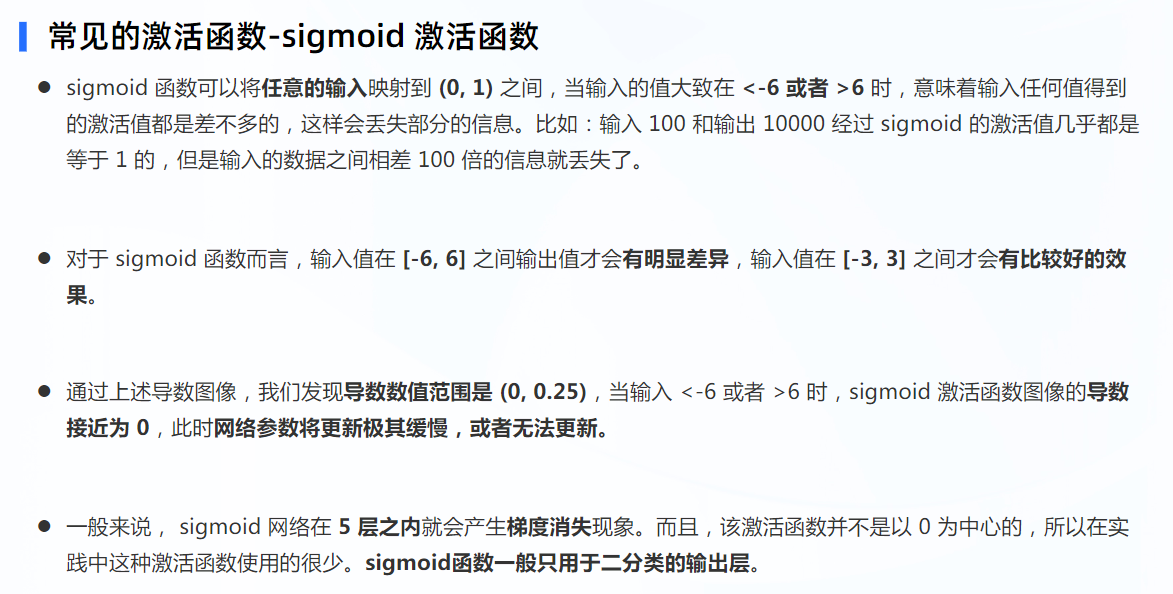 常见的激活函数-sigmoid 激活函数
● sigmoid 函数可以将任意的输入映射到 (0, 1) 之间，当输入的值大致在 <-6 或者 >6 时，意味着输入任何值得到
的激活值都是差不多的，这样会丢失部分的信息。比如：输入 100 和输出 10000 经过 sigmoid 的激活值几乎都是
等于 1 的，但是输入的数据之间相差 100 倍的信息就丢失了。
● 对于 sigmoid 函数而言，输入值在 [-6, 6] 之间输出值才会有明显差异，输入值在 [-3, 3] 之间才会有比较好的效
果。
● 通过上述导数图像，我们发现导数数值范围是 (0, 0.25)，当输入 <-6 或者 >6 时，sigmoid 激活函数图像的导数
接近为 0，此时网络参数将更新极其缓慢，或者无法更新。
● 一般来说， sigmoid 网络在 5 层之内就会产生梯度消失现象。而且，该激活函数并不是以 0 为中心的，所以在实
践中这种激活函数使用的很少。sigmoid函数一般只用于二分类的输出层。